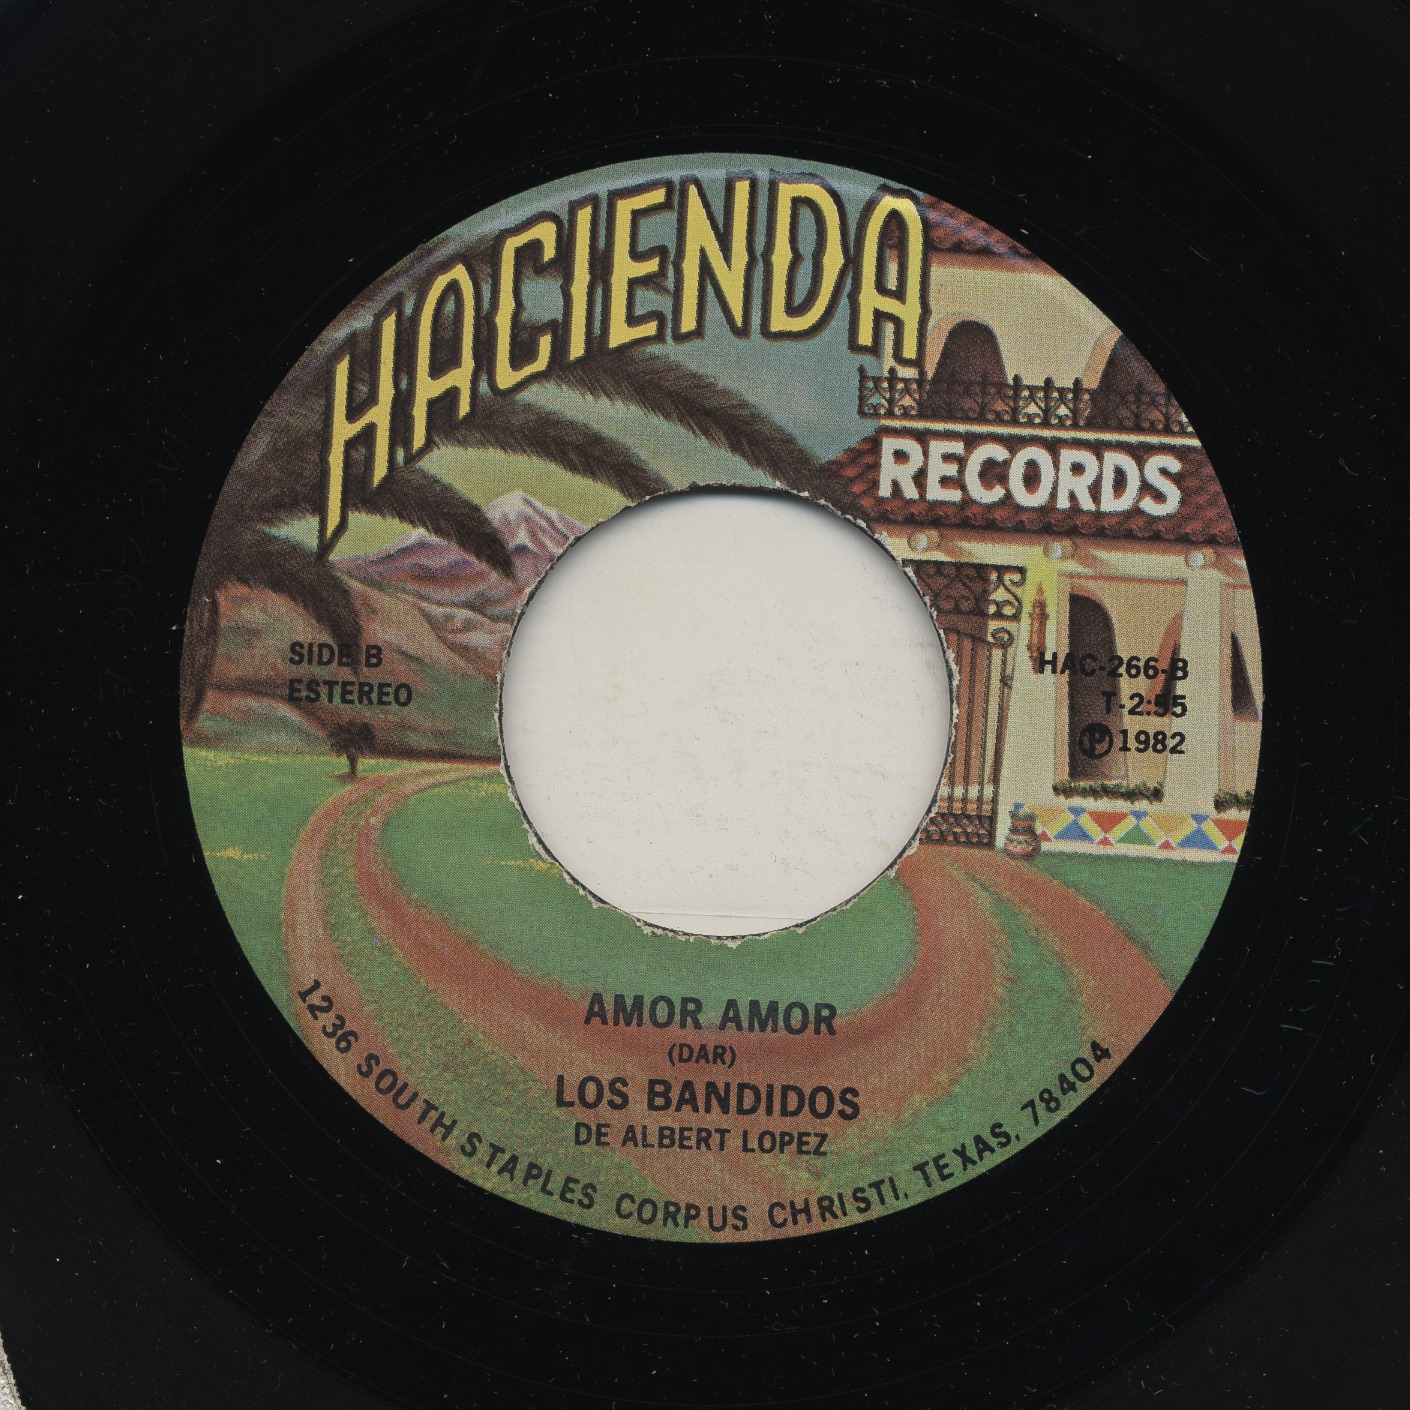 HACIENDA
RECORDS
SIDE B
ESTEREO
HAC-266-B
T-2:55
Ⓟ 1982
AMOR AMOR
(DAR)
LOS BANDIDOS
DE ALBERT LOPEZ
1236 SOUTH STAPLES CORPUS CHRISTI, TEXAS, 78404